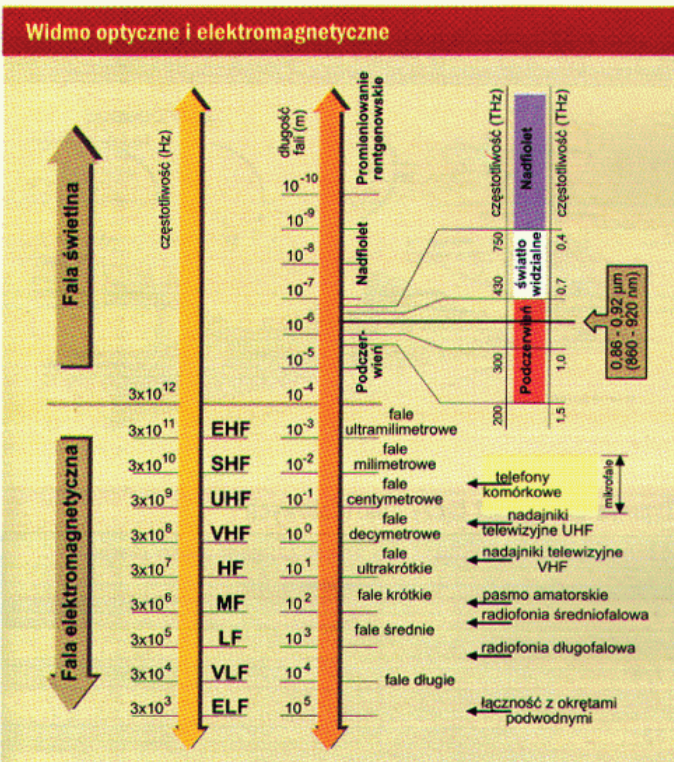 Widmo optyczne i elektromagnetyczne
Fala świetlna
Fala elektromagnetyczna
częstotliwość (Hz)
3x10¹²
3x10¹¹
3x10¹⁰
3x10⁹
3x10⁸
3x10⁷
3x10⁶
3x10⁵
3x10⁴
3x10³
EHF
SHF
UHF
VHF
HF
MF
LF
VLF
ELF
długość
fali (m)
10⁻¹⁰
10⁻⁹
10⁻⁸
10⁻⁷
10⁻⁶
10⁻⁵
10⁻⁴
10⁻³
10⁻²
10⁻¹
10⁰
10¹
10²
10³
10⁴
10⁵
Promieniowanie
rentgenowskie
Nadfiolet
Podczer-
wień
fale
ultramilimetrowe
fale
milimetrowe
fale
centymetrowe
fale
decymetrowe
fale
ultrakrótkie
fale krótkie
fale średnie
fale długie
częstotliwość (THz)
750
430
300
200
Nadfiolet
światło
widzialne
Podczerwień
częstotliwość (THz)
0,4
0,7
1,0
1,5
0,86 - 0,92 µm
(860 - 920 nm)
telefony
komórkowe
mikrofale
nadajniki
telewizyjne UHF
nadajniki telewizyjne
VHF
pasmo amatorskie
radiofonia średniofalowa
radiofonia długofalowa
łączność z okrętami
podwodnymi